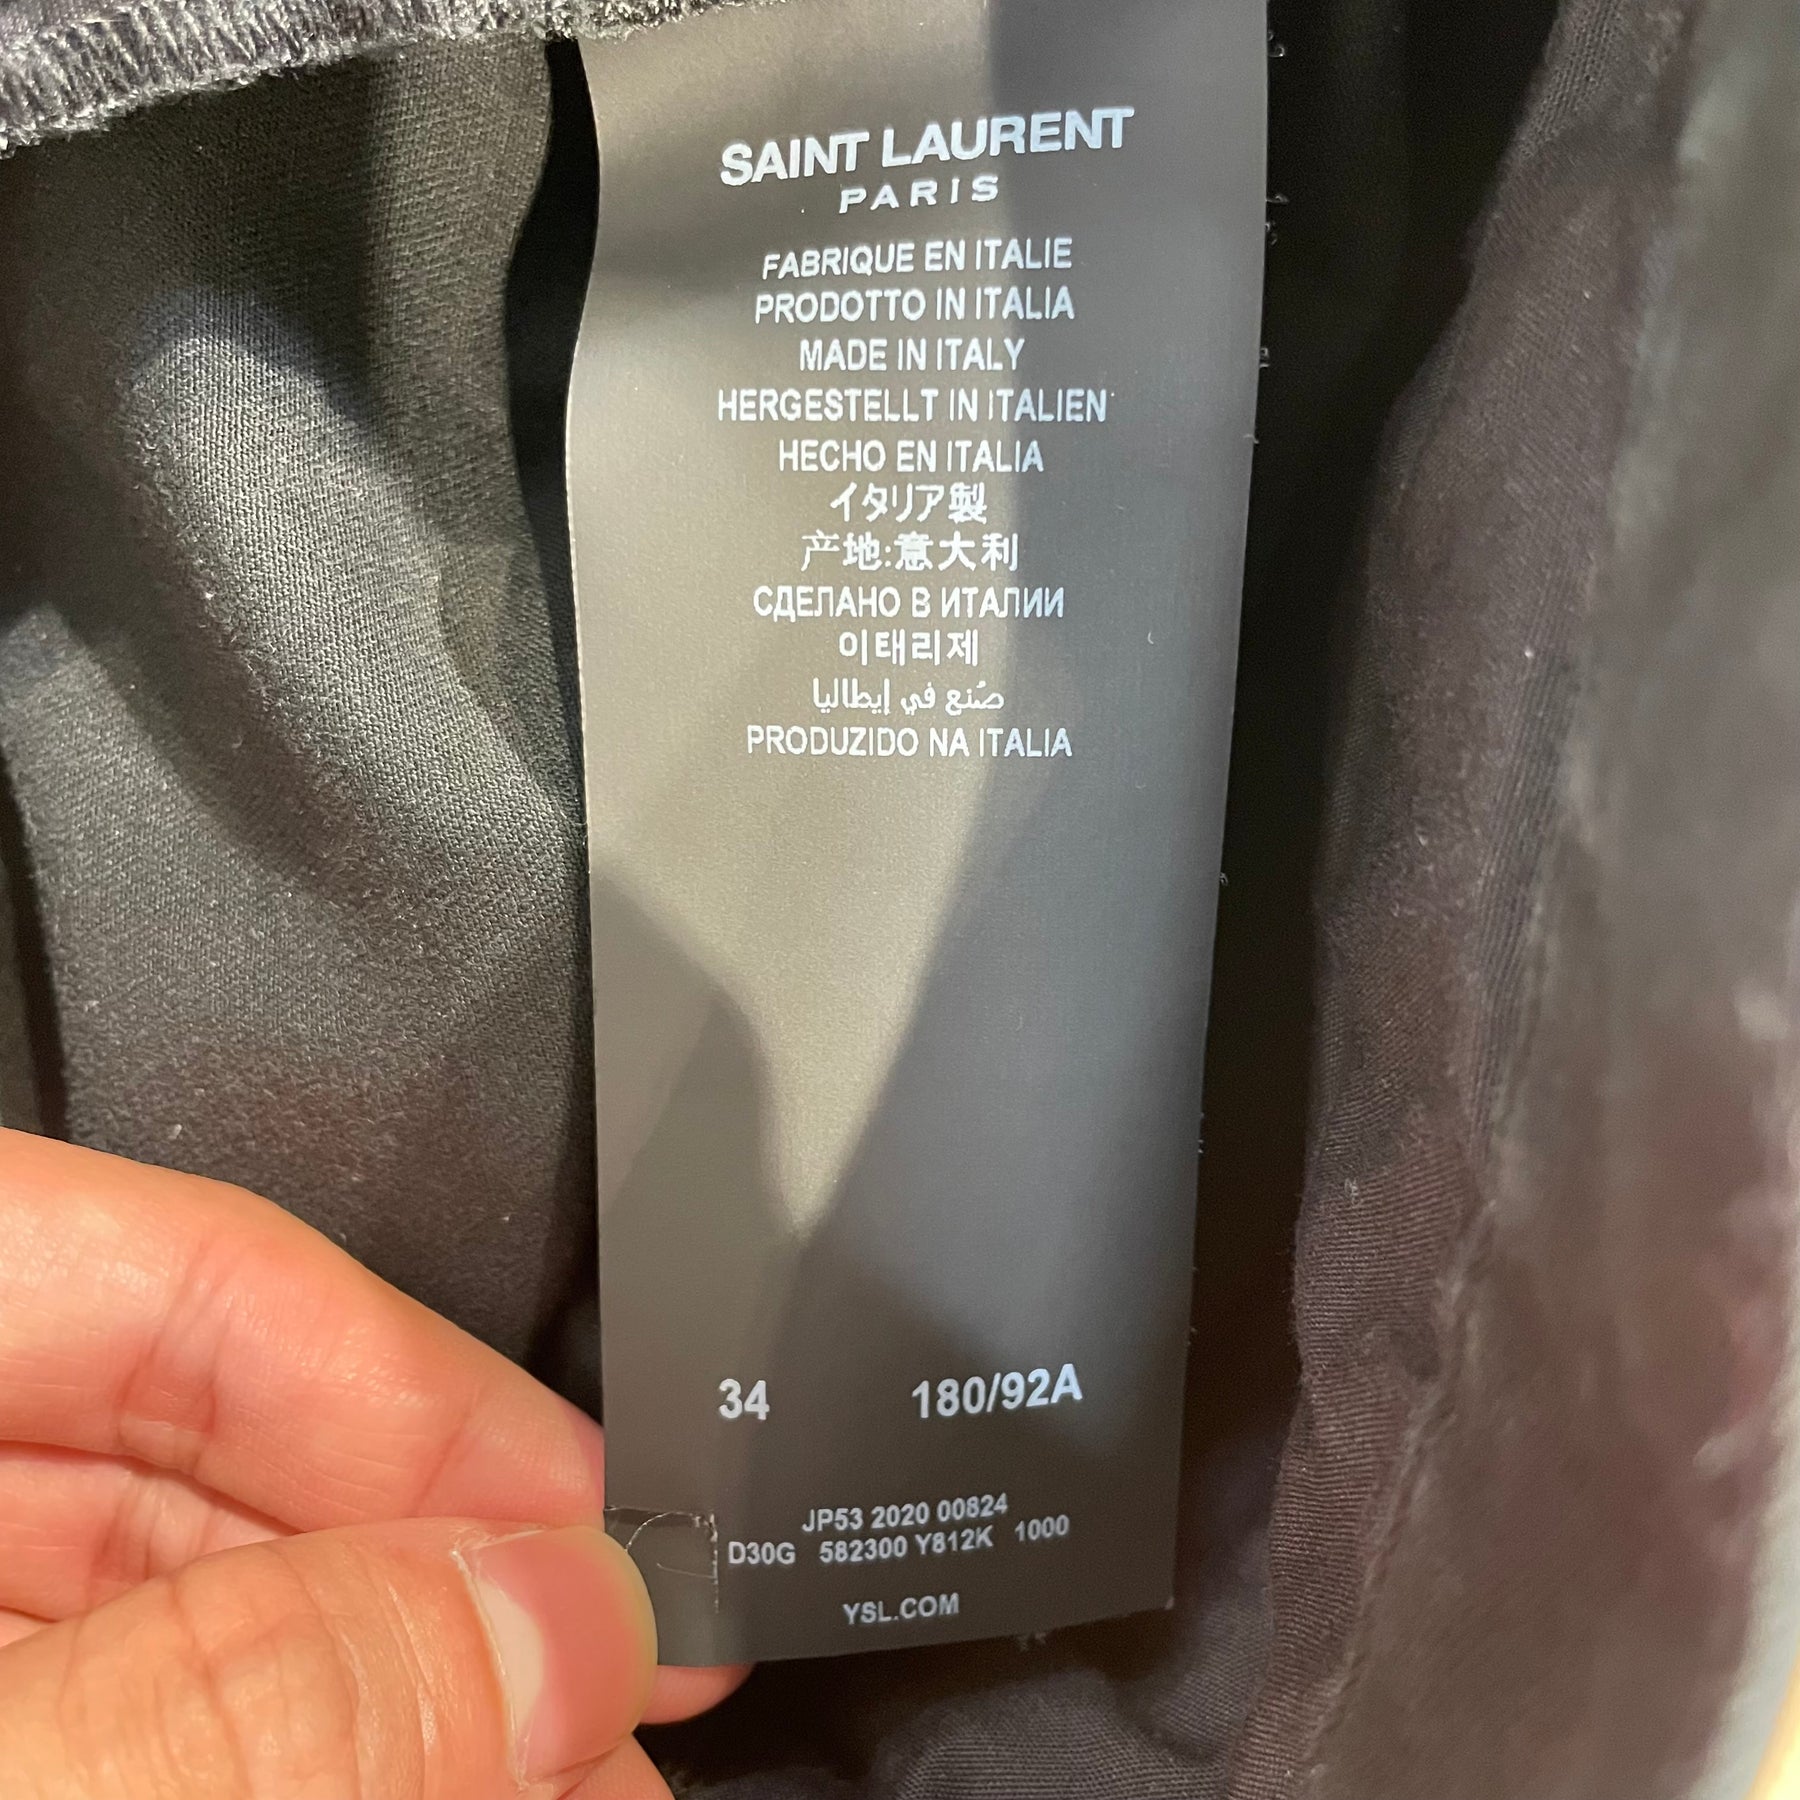 SAINT LAURENT
PARIS
FABRIQUE EN ITALIE
PRODOTTO IN ITALIA
MADE IN ITALY
HERGESTELLT IN ITALIEN
HECHO EN ITALIA
イタリア製
产地:意大利
СДЕЛАНО В ИТАЛИИ
이태리제
صُنع في إيطاليا
PRODUZIDO NA ITALIA
34 180/92A
JP53 2020 00824
D30G 582300 Y812K 1000
YSL.COM